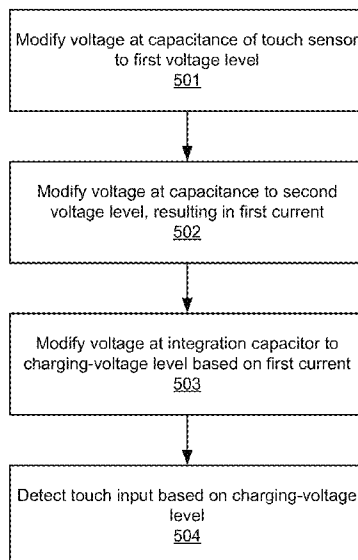 Modify voltage at capacitance of touch sensor
to first voltage level
501
Modify voltage at capacitance to second
voltage level, resulting in first current
502
Modify voltage at integration capacitor to
charging-voltage level based on first current
503
Detect touch input based on charging-voltage
level
504